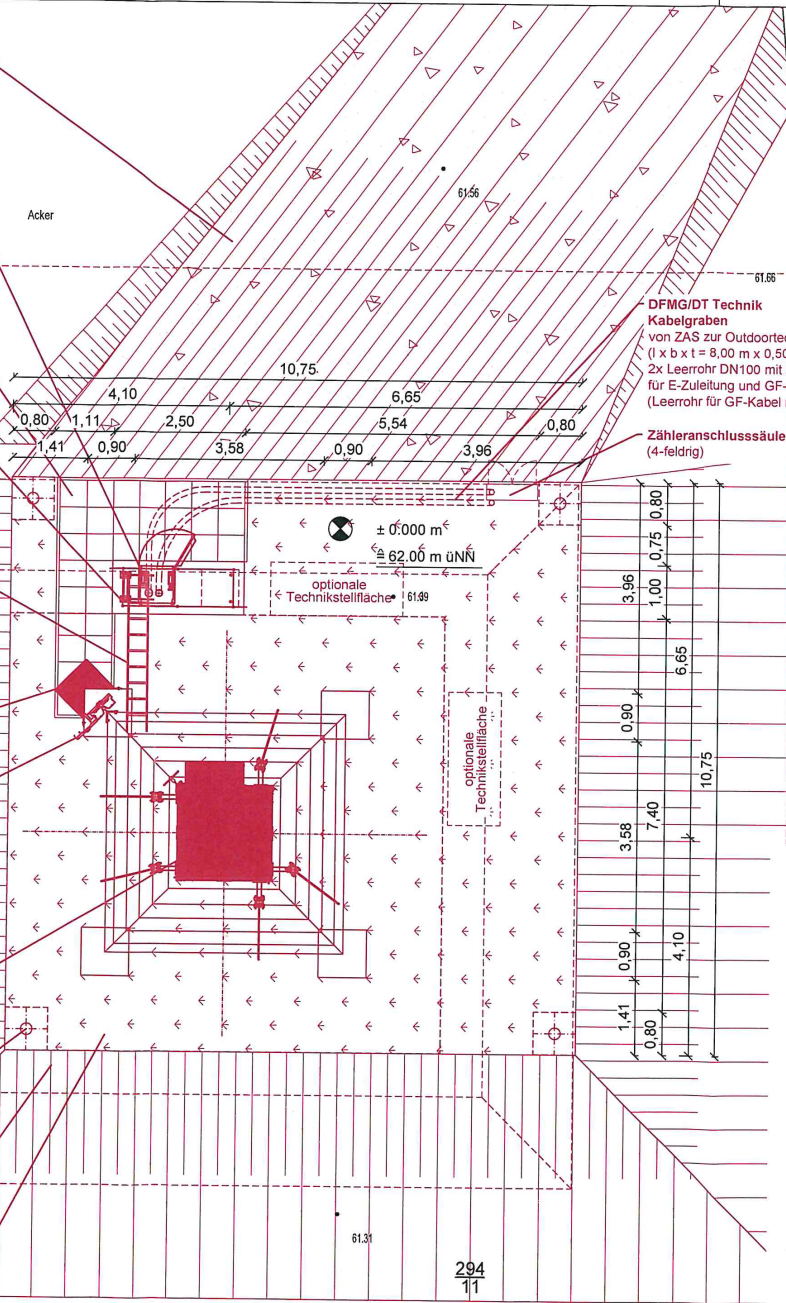 61.56
Acker
61.66
DFMG/DT Technik
Kabelgraben
von ZAS zur
(l x b x t = 8,00 m x 0,50
2x Leerrohr DN100 mit
für E-Zuleitung und GF-
(Leerrohr für GF-Kabel
Zähleranschlusssäule
(4-feldrig)
10,75
4,10 6,65
0,80 1,11 2,50 5,54 0,80
1,41 0,90 3,58 0,90 3,96
± 0.000 m
≙ 62.00 m üNN
optionale
Technikstellfläche
61.99
optionale
Technikstellfläche
3,96 0,90 3,58 0,90 1,41
0,80 0,75 1,00 7,40 0,80
6,65 4,10
10,75
61.31
294
11